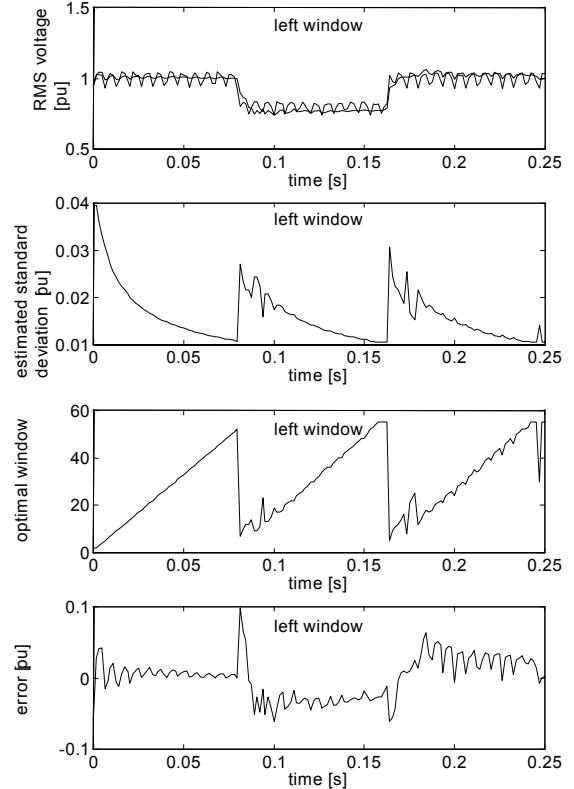 1.5
left window
RMS voltage
[pu]
1
0.5
0 0.05 0.1 0.15 0.2 0.25
time [s]
0.04
left window
estimated standard
deviation [pu]
0.03
0.02
0.01
0 0.05 0.1 0.15 0.2 0.25
time [s]
60
left window
optimal window
40
20
0
0 0.05 0.1 0.15 0.2 0.25
time [s]
0.1
left window
error [pu]
0
-0.1
0 0.05 0.1 0.15 0.2 0.25
time [s]